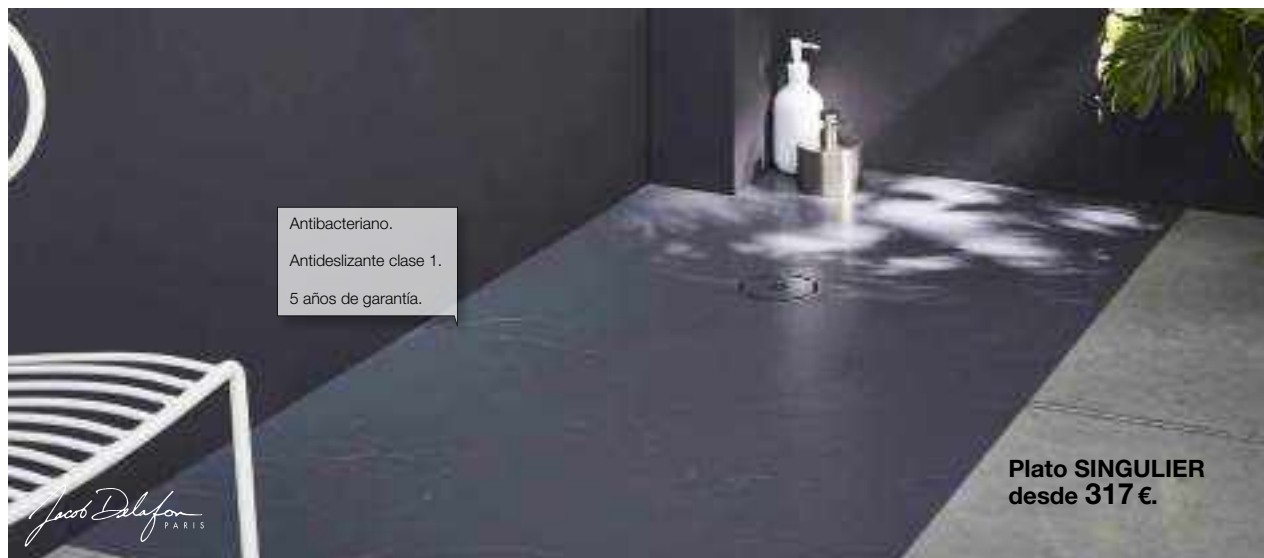 Antibacteriano.
Antideslizante clase 1.
5 años de garantía.
Plato SINGULIER
desde 317 €.
Jacob Delafon
PARIS